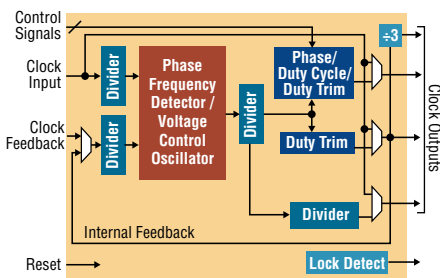 Control
Signals
Clock
Input
Clock
Feedback
Reset
Divider
Divider
Phase
Frequency
Detector /
Voltage
Control
Oscillator
Divider
Phase/
Duty Cycle/
Duty Trim
Duty Trim
Divider
÷3
Clock Outputs
Internal Feedback
Lock Detect